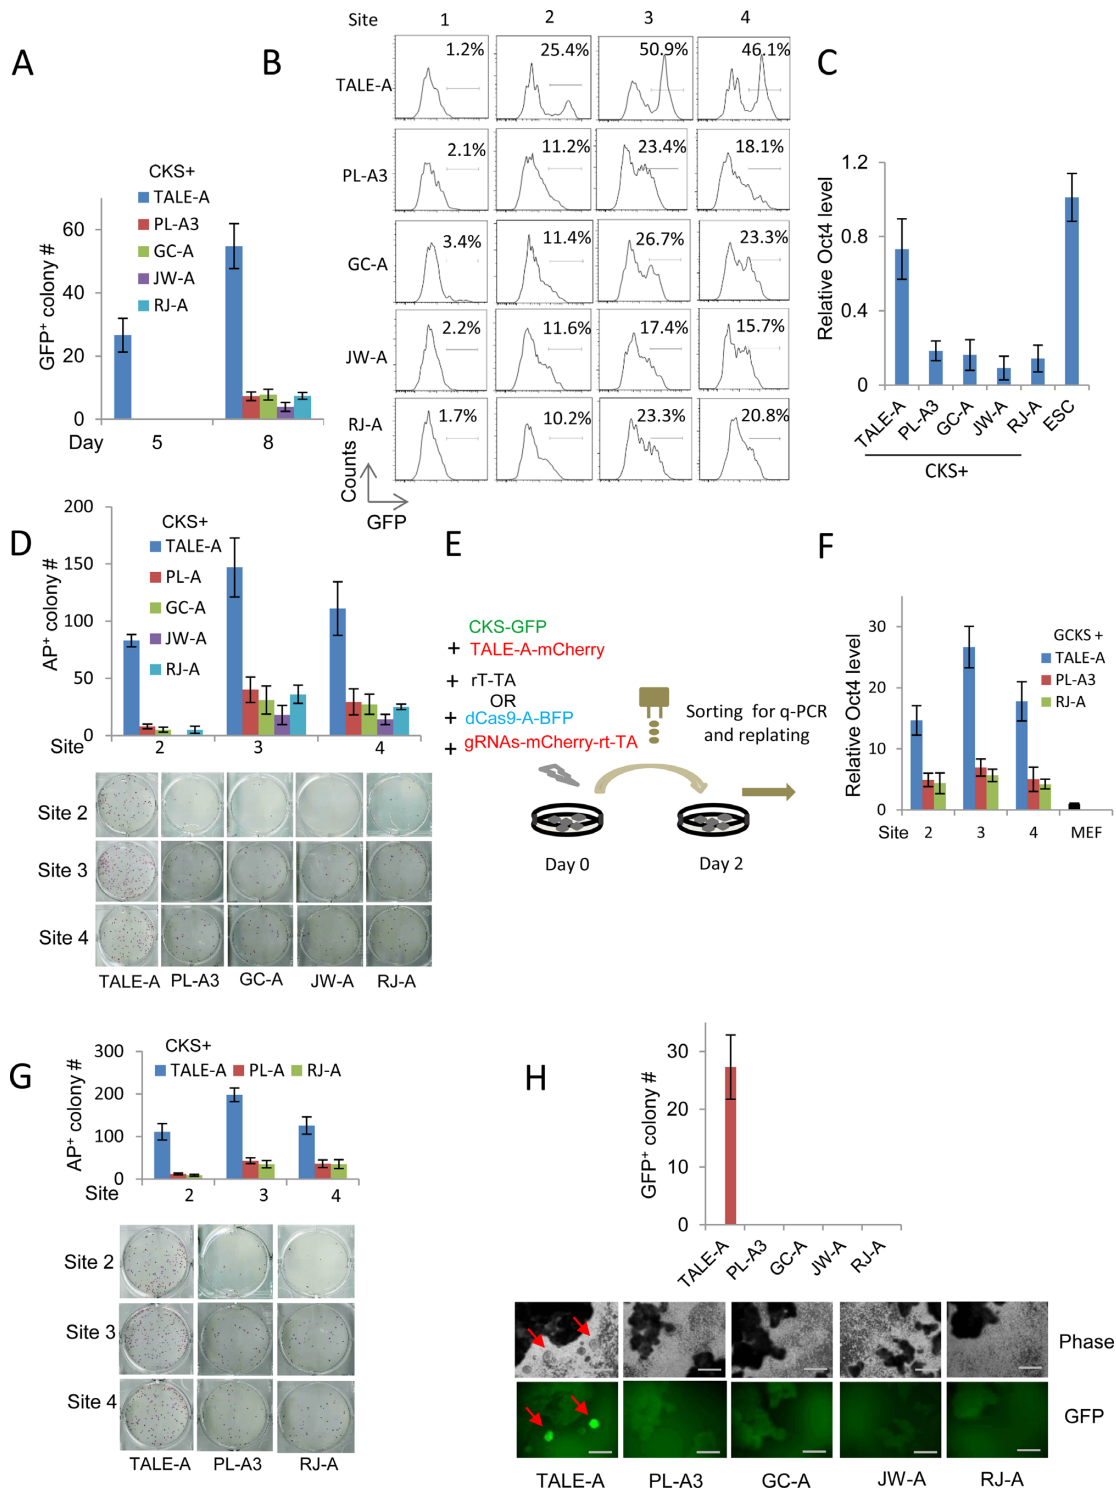 A
CKS+
TALE-A
PL-A3
GC-A
JW-A
RJ-A
GFP+ colony #
60
40
20
0
Day 5 8
B
Site 1 2 3 4
TALE-A 1.2% 25.4% 50.9% 46.1%
PL-A3 2.1% 11.2% 23.4% 18.1%
GC-A 3.4% 11.4% 26.7% 23.3%
JW-A 2.2% 11.6% 17.4% 15.7%
RJ-A 1.7% 10.2% 23.3% 20.8%
Counts
GFP
C
Relative Oct4 level
1.2
0.8
0.4
0
TALE-A PL-A3 GC-A JW-A RJ-A ESC
CKS+
D
AP+ colony #
200
150
100
50
0
CKS+
TALE-A
PL-A
GC-A
JW-A
RJ-A
Site 2 3 4
Site 2
Site 3
Site 4
TALE-A PL-A3 GC-A JW-A RJ-A
E
CKS-GFP
+ TALE-A-mCherry
+ rT-TA
OR
+ dCas9-A-BFP
+ gRNAs-mCherry-rt-TA
Sorting for q-PCR
and replating
Day 0 Day 2
F
Relative Oct4 level
30
20
10
0
GCKS +
TALE-A
PL-A3
RJ-A
Site 2 3 4 MEF
G
AP+ colony #
300
200
100
0
CKS+
TALE-A PL-A RJ-A
Site 2 3 4
Site 2
Site 3
Site 4
TALE-A PL-A3 RJ-A
H
GFP+ colony #
30
20
10
0
TALE-A PL-A3 GC-A JW-A RJ-A
Phase
GFP
TALE-A PL-A3 GC-A JW-A RJ-A